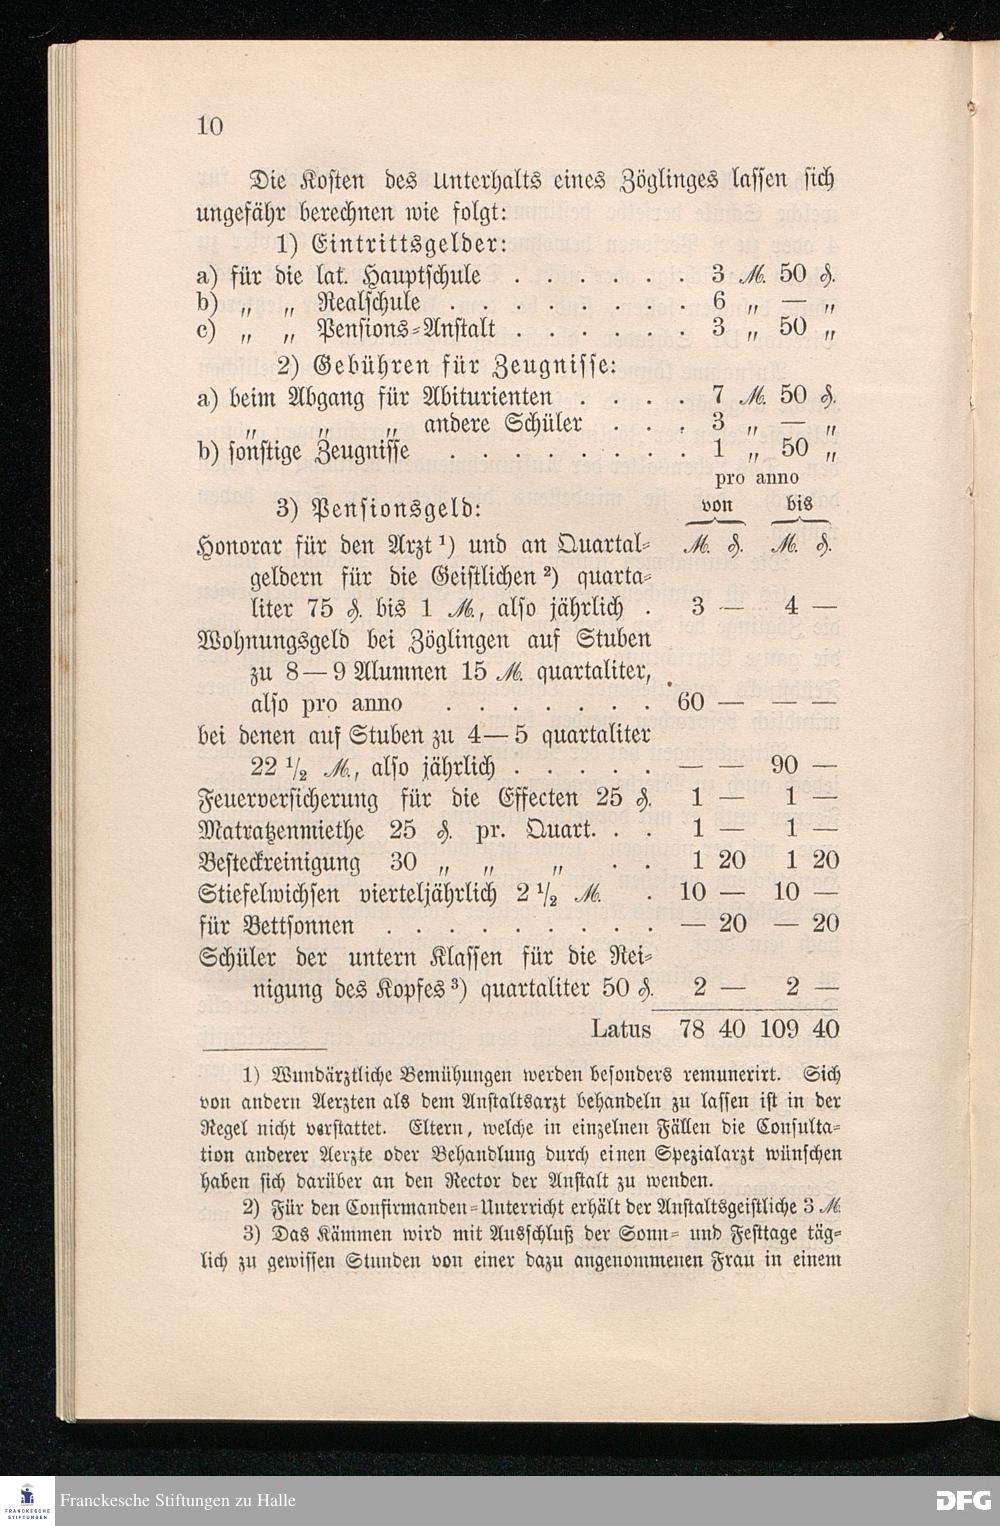 10
Die Kosten des Unterhalts eines Zöglinges lassen sich
ungefähr berechnen wie folgt:
1) Eintrittsgelder:
a) für die lat. Hauptschule . . . . . . . 3 M. 50 ₰.
b) „ „ Realschule . . . . . . . . 6 „ — „
c) „ „ Pensions-Anstalt . . . . . . 3 „ 50 „
2) Gebühren für Zeugnisse:
a) beim Abgang für Abiturienten . . . . 7 M. 50 ₰.
„ „ „ andere Schüler . . . 3 „ — „
b) sonstige Zeugnisse . . . . . . . . 1 „ 50 „
pro anno
3) Pensionsgeld: von bis
Honorar für den Arzt ¹) und an Quartal- M. ₰. M. ₰.
geldern für die Geistlichen ²) quarta-
liter 75 ₰. bis 1 M., also jährlich . 3 — 4 —
Wohnungsgeld bei Zöglingen auf Stuben
zu 8—9 Alumnen 15 M. quartaliter,
also pro anno . . . . . . . 60 — — —
bei denen auf Stuben zu 4—5 quartaliter
22 ½ M., also jährlich . . . . . — — 90 —
Feuerversicherung für die Effecten 25 ₰. 1 — 1 —
Matratzenmiethe 25 ₰. pr. Quart. . . 1 — 1 —
Besteckreinigung 30 „ „ „ . . 1 20 1 20
Stiefelwichsen vierteljährlich 2 ½ M. . 10 — 10 —
für Bettsonnen . . . . . . . . . — 20 — 20
Schüler der untern Klassen für die Rei-
nigung des Kopfes ³) quartaliter 50 ₰. 2 — 2 —
Latus 78 40 109 40
1) Wundärztliche Bemühungen werden besonders remunerirt. Sich
von andern Aerzten als dem Anstaltsarzt behandeln zu lassen ist in der
Regel nicht verstattet. Eltern, welche in einzelnen Fällen die Consulta-
tion anderer Aerzte oder Behandlung durch einen Spezialarzt wünschen
haben sich darüber an den Rector der Anstalt zu wenden.
2) Für den Confirmanden-Unterricht erhält der Anstaltsgeistliche 3 M.
3) Das Kämmen wird mit Ausschluß der Sonn- und Festtage täg-
lich zu gewissen Stunden von einer dazu angenommenen Frau in einem
FRANCKESCHE
STIFTUNGEN
Franckesche Stiftungen zu Halle
DFG